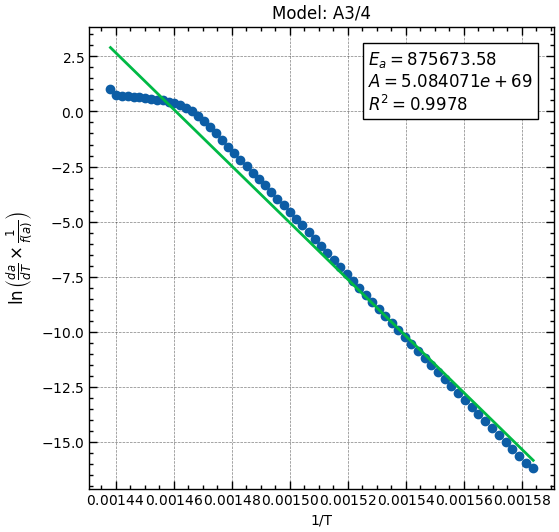 Model: A3/4
E_a = 875673.58
A = 5.084071e + 69
R^2 = 0.9978
2.5
0.0
−2.5
−5.0
−7.5
−10.0
−12.5
−15.0
ln (da/dT × 1/f(a))
0.00144 0.00146 0.00148 0.00150 0.00152 0.00154 0.00156 0.00158
1/T